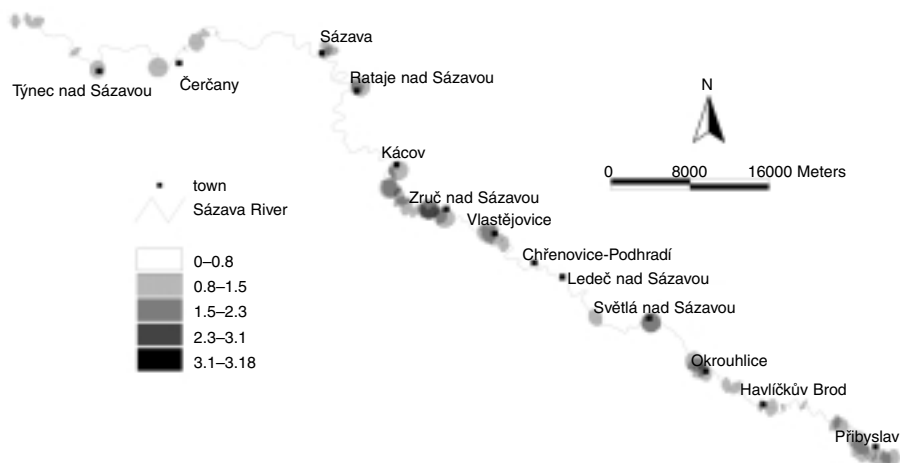 Sázava
Týnec nad Sázavou
Čerčany
Rataje nad Sázavou
N
0 8000 16000 Meters
Kácov
town
Sázava River
Zruč nad Sázavou
Vlastějovice
Chřenovice-Podhradí
Ledeč nad Sázavou
0–0.8
0.8–1.5
1.5–2.3
2.3–3.1
3.1–3.18
Světlá nad Sázavou
Okrouhlice
Havlíčkův Brod
Přibyslav